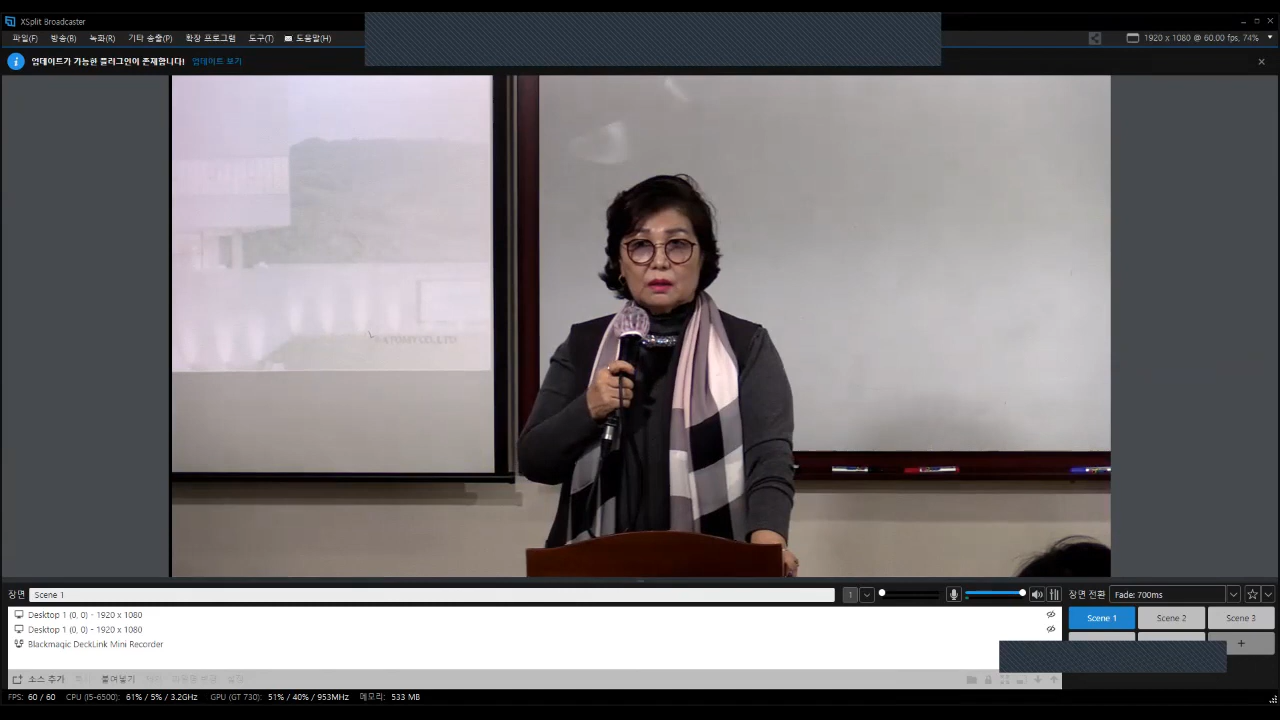 XSplit Broadcaster
파일(F) 방송(B) 녹화(R) 기타 송출(P) 확장 프로그램 도구(T) 도움말(H)
1920 x 1080 @ 60.00 fps, 74%
업데이트가 가능한 플러그인이 존재합니다! 업데이트 보기
장면 Scene 1
1
장면 전환 Fade: 700ms
Desktop 1 (0, 0) - 1920 x 1080
Desktop 1 (0, 0) - 1920 x 1080
Blackmagic DeckLink Mini Recorder
Scene 1 Scene 2 Scene 3
소스 추가 붙여넣기
FPS: 60 / 60 CPU (I5-6500): 61% / 5% / 3.2GHz GPU (GT 730): 51% / 40% / 953MHz 메모리: 533 MB